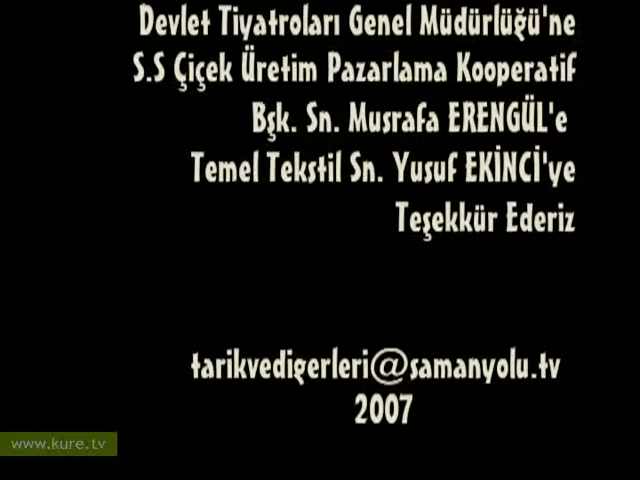 Devlet Tiyatroları Genel Müdürlüğü'ne
S.S Çiçek Üretim Pazarlama Kooperatif
Bşk. Sn. Musrafa ERENGÜL'e
Temel Tekstil Sn. Yusuf EKİNCİ'ye
Teşekkür Ederiz
tarikvedigerleri@samanyolu.tv
2007
www.kure.tv